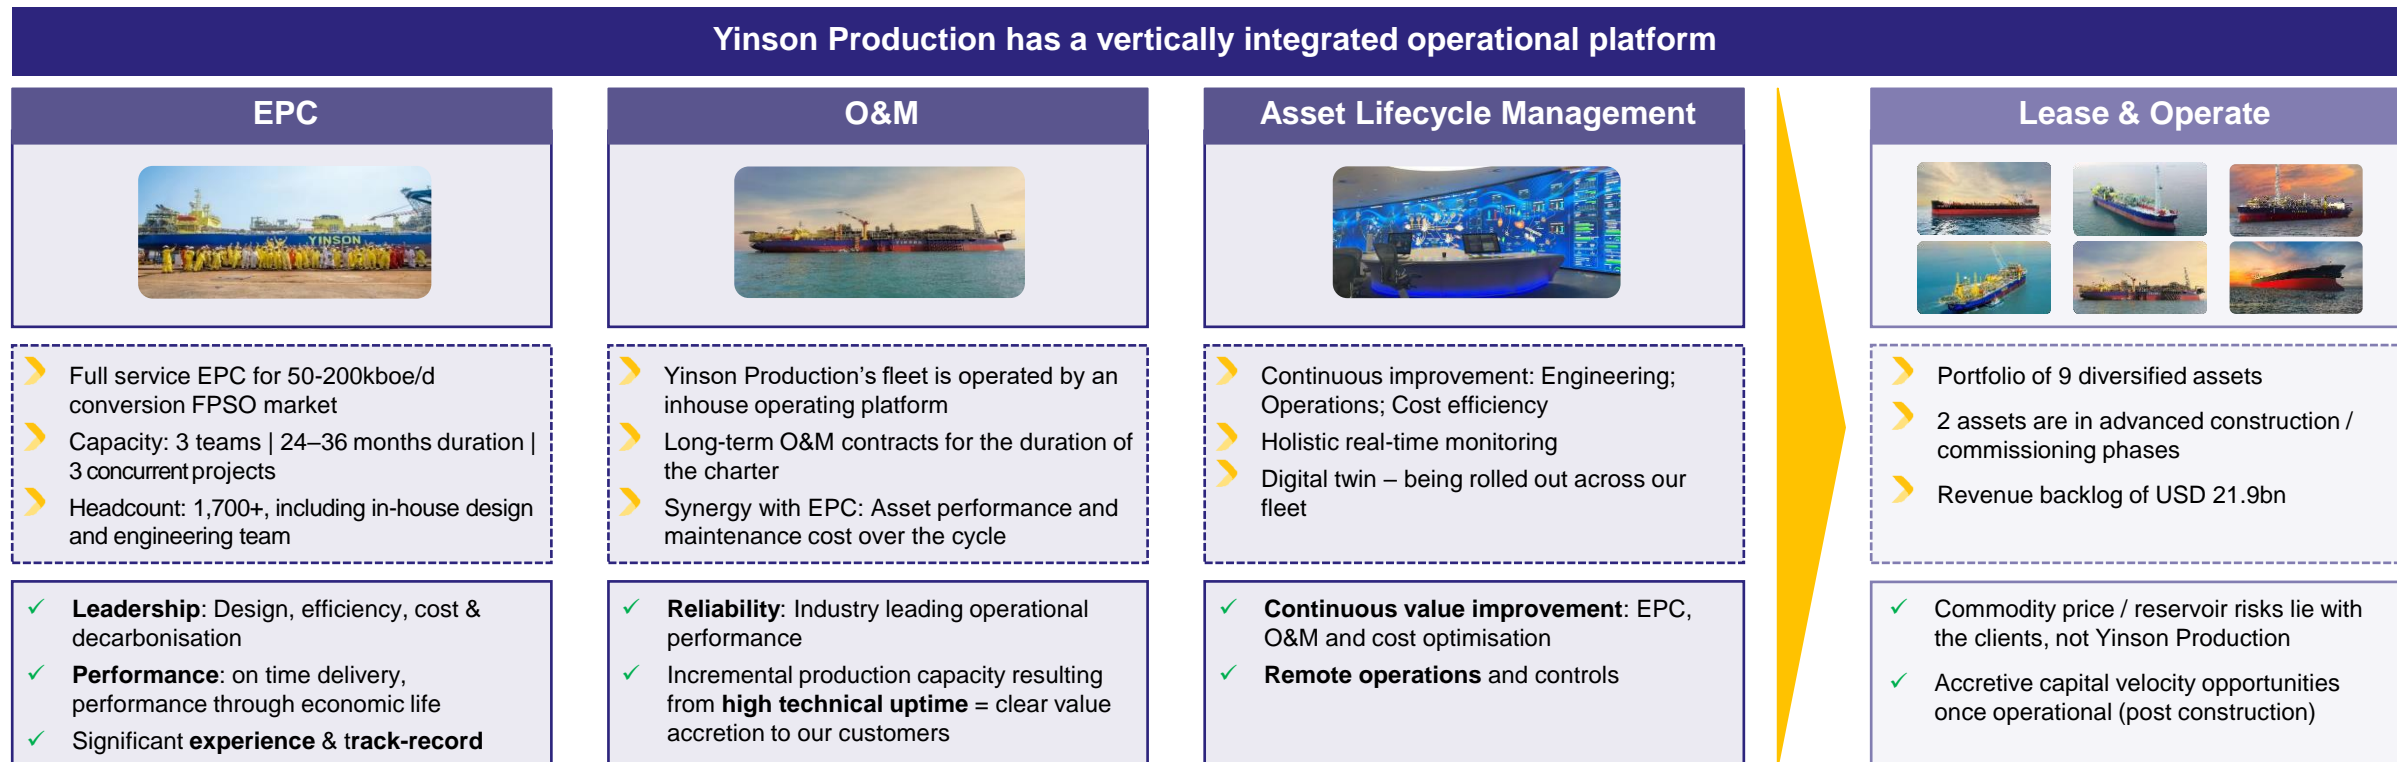 Yinson Production has a vertically integrated operational platform
EPC
YINSON
Full service EPC for 50-200kboe/d
conversion FPSO market
Capacity: 3 teams | 24–36 months duration |
3 concurrent projects
Headcount: 1,700+, including in-house design
and engineering team
Leadership: Design, efficiency, cost &
decarbonisation
Performance: on time delivery,
performance through economic life
Significant experience & track-record
O&M
Yinson Production’s fleet is operated by an
inhouse operating platform
Long-term O&M contracts for the duration of
the charter
Synergy with EPC: Asset performance and
maintenance cost over the cycle
Reliability: Industry leading operational
performance
Incremental production capacity resulting
from high technical uptime = clear value
accretion to our customers
Asset Lifecycle Management
Continuous improvement: Engineering;
Operations; Cost efficiency
Holistic real-time monitoring
Digital twin – being rolled out across our
fleet
Continuous value improvement: EPC,
O&M and cost optimisation
Remote operations and controls
Lease & Operate
Portfolio of 9 diversified assets
2 assets are in advanced construction /
commissioning phases
Revenue backlog of USD 21.9bn
Commodity price / reservoir risks lie with
the clients, not Yinson Production
Accretive capital velocity opportunities
once operational (post construction)